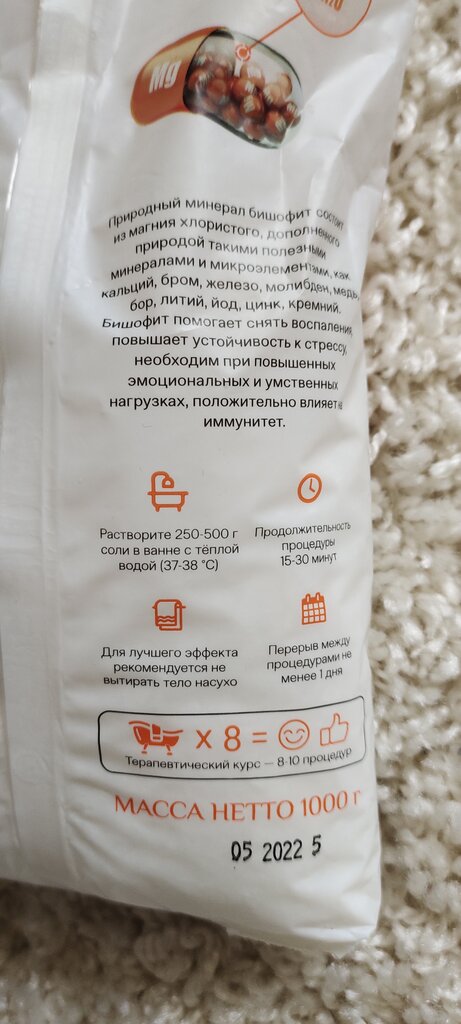 Mg
Природный минерал бишофит состоит
из магния хлористого, дополненного
природой такими полезными
минералами и микроэлементами, как
кальций, бром, железо, молибден, медь,
бор, литий, йод, цинк, кремний.
Бишофит помогает снять воспаление,
повышает устойчивость к стрессу,
необходим при повышенных
эмоциональных и умственных
нагрузках, положительно влияет на
иммунитет.
Растворите 250-500 г
соли в ванне с тёплой
водой (37-38 °C)
Продолжительность
процедуры
15-30 минут
Для лучшего эффекта
рекомендуется не
вытирать тело насухо
Перерыв между
процедурами не
менее 1 дня
x 8 =
Терапевтический курс — 8-10 процедур
МАССА НЕТТО 1000 г
05 2022 5